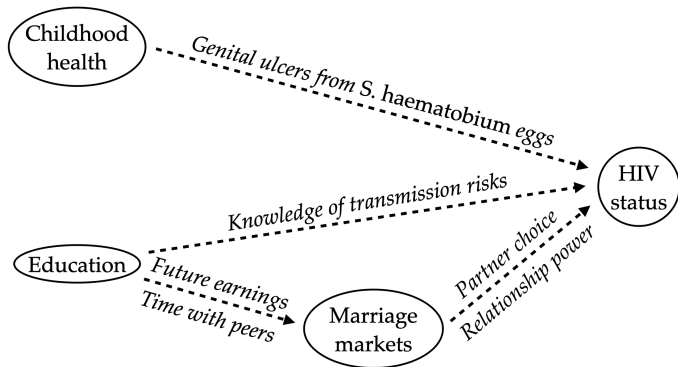 Childhood
health
Genital ulcers from S. haematobium eggs
HIV
status
Knowledge of transmission risks
Education
Future earnings
Time with peers
Partner choice
Relationship power
Marriage
markets